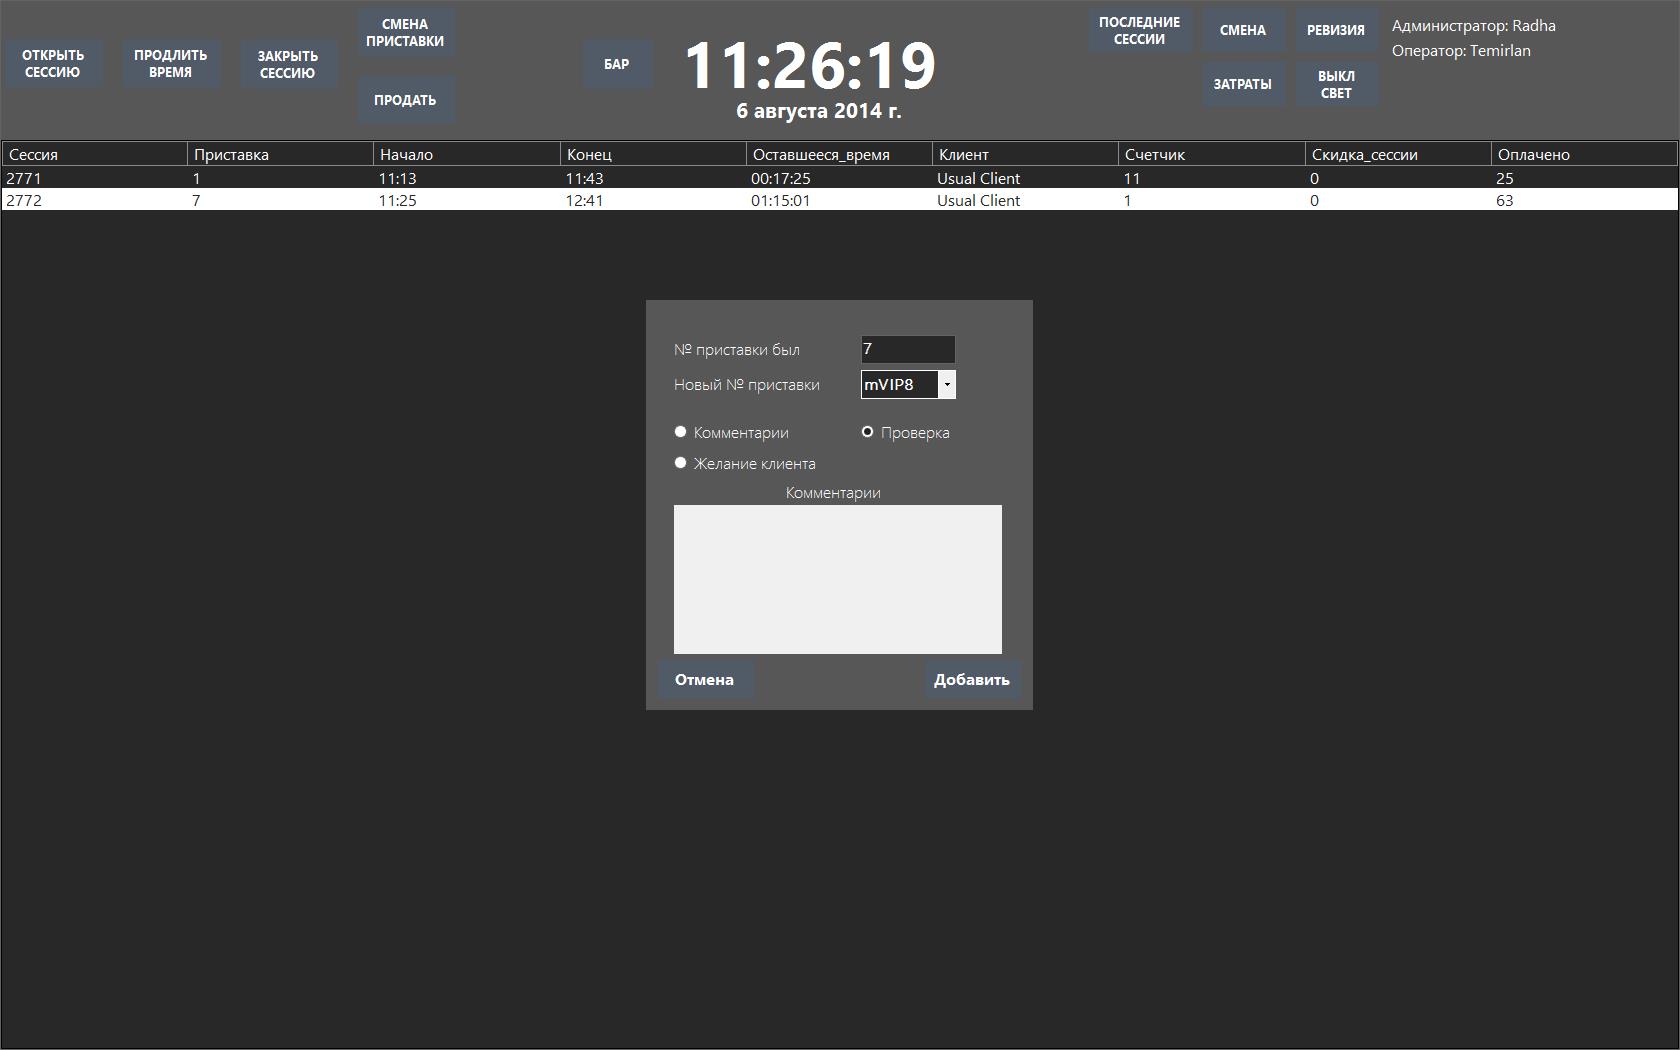 ОТКРЫТЬ
СЕССИЮ
ПРОДЛИТЬ
ВРЕМЯ
ЗАКРЫТЬ
СЕССИЮ
СМЕНА
ПРИСТАВКИ
ПРОДАТЬ
БАР
11:26:19
6 августа 2014 г.
ПОСЛЕДНИЕ
СЕССИИ
СМЕНА
РЕВИЗИЯ
ЗАТРАТЫ
ВЫКЛ
СВЕТ
Администратор: Radha
Оператор: Temirlan
Сессия Приставка Начало Конец Оставшееся_время Клиент Счетчик Скидка_сессии Оплачено
2771 1 11:13 11:43 00:17:25 Usual Client 11 0 25
2772 7 11:25 12:41 01:15:01 Usual Client 1 0 63
№ приставки был 7
Новый № приставки mVIP8
Комментарии Проверка
Желание клиента
Комментарии
Отмена Добавить